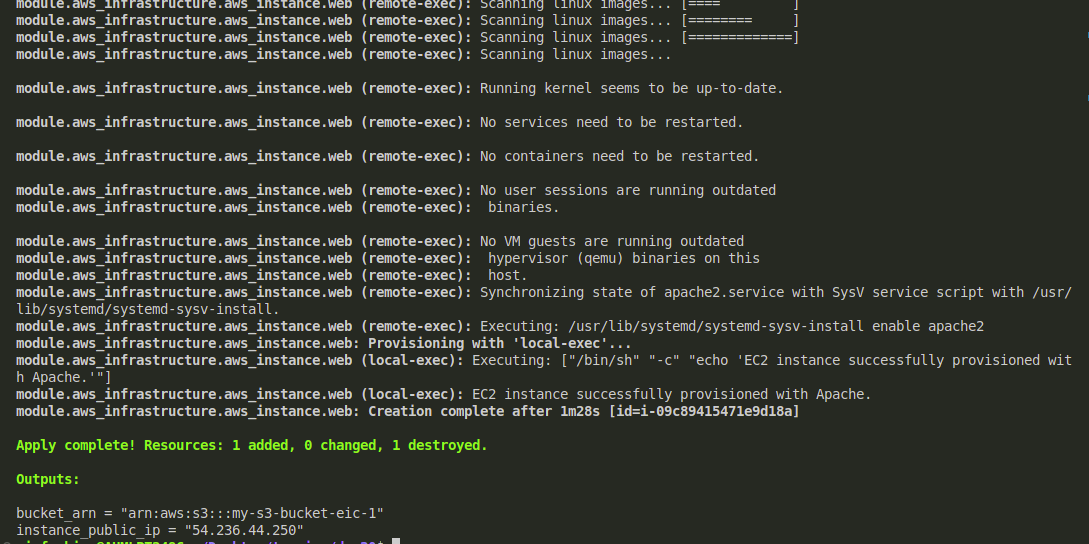 module.aws_infrastructure.aws_instance.web (remote-exec): Scanning linux images... [====         ]
module.aws_infrastructure.aws_instance.web (remote-exec): Scanning linux images... [========     ]
module.aws_infrastructure.aws_instance.web (remote-exec): Scanning linux images... [=============]
module.aws_infrastructure.aws_instance.web (remote-exec): Scanning linux images...
module.aws_infrastructure.aws_instance.web (remote-exec): Running kernel seems to be up-to-date.
module.aws_infrastructure.aws_instance.web (remote-exec): No services need to be restarted.
module.aws_infrastructure.aws_instance.web (remote-exec): No containers need to be restarted.
module.aws_infrastructure.aws_instance.web (remote-exec): No user sessions are running outdated
module.aws_infrastructure.aws_instance.web (remote-exec):  binaries.
module.aws_infrastructure.aws_instance.web (remote-exec): No VM guests are running outdated
module.aws_infrastructure.aws_instance.web (remote-exec):  hypervisor (qemu) binaries on this
module.aws_infrastructure.aws_instance.web (remote-exec):  host.
module.aws_infrastructure.aws_instance.web (remote-exec): Synchronizing state of apache2.service with SysV service script with /usr/
lib/systemd/systemd-sysv-install.
module.aws_infrastructure.aws_instance.web (remote-exec): Executing: /usr/lib/systemd/systemd-sysv-install enable apache2
module.aws_infrastructure.aws_instance.web: Provisioning with 'local-exec'...
module.aws_infrastructure.aws_instance.web (local-exec): Executing: ["/bin/sh" "-c" "echo 'EC2 instance successfully provisioned wit
h Apache.'"]
module.aws_infrastructure.aws_instance.web (local-exec): EC2 instance successfully provisioned with Apache.
module.aws_infrastructure.aws_instance.web: Creation complete after 1m28s [id=i-09c89415471e9d18a]
Apply complete! Resources: 1 added, 0 changed, 1 destroyed.
Outputs:
bucket_arn = "arn:aws:s3:::my-s3-bucket-eic-1"
instance_public_ip = "54.236.44.250"